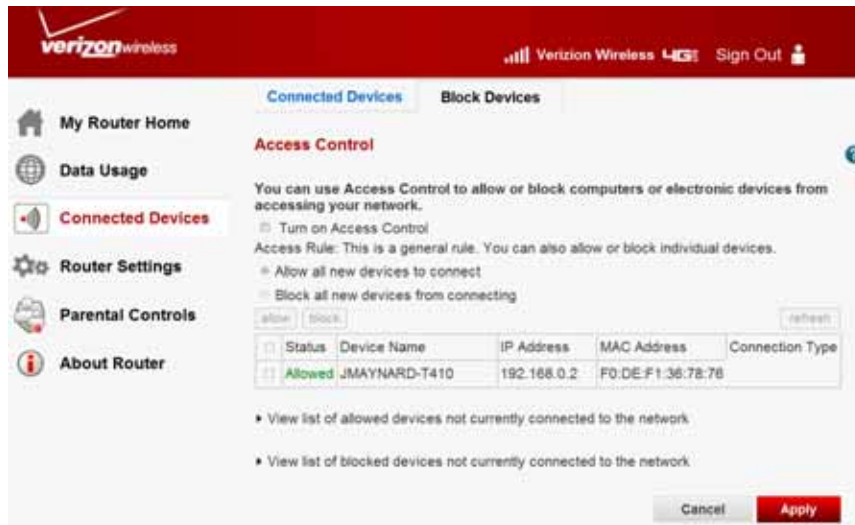 verizonwireless
Verizion Wireless 4G LTE Sign Out
Connected Devices Block Devices
My Router Home
Data Usage
Connected Devices
Router Settings
Parental Controls
About Router
Access Control
You can use Access Control to allow or block computers or electronic devices from
accessing your network.
Turn on Access Control
Access Rule: This is a general rule. You can also allow or block individual devices.
Allow all new devices to connect
Block all new devices from connecting
allow block refresh
Status Device Name IP Address MAC Address Connection Type
Allowed JMAYNARD-T410 192.168.0.2 F0:DE:F1:36:78:76
View list of allowed devices not currently connected to the network
View list of blocked devices not currently connected to the network
Cancel Apply